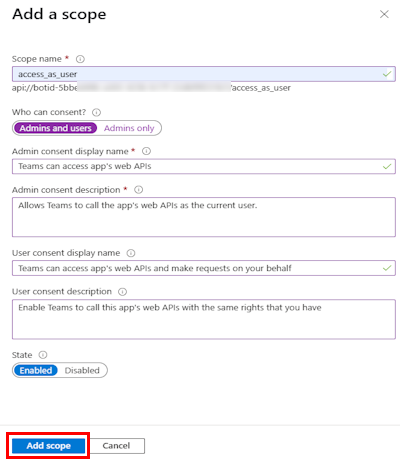 Add a scope
Scope name *
access_as_user
api://botid-5bbe /access_as_user
Who can consent?
Admins and users Admins only
Admin consent display name *
Teams can access app's web APIs
Admin consent description *
Allows Teams to call the app's web APIs as the current user.
User consent display name
Teams can access app's web APIs and make requests on your behalf
User consent description
Enable Teams to call this app's web APIs with the same rights that you have
State
Enabled Disabled
Add scope Cancel